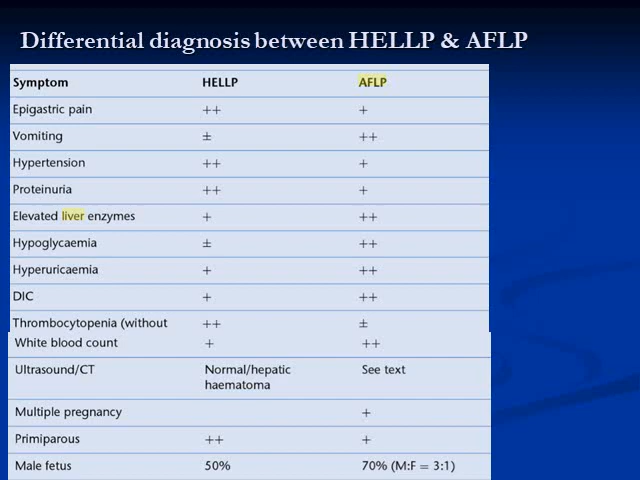 Differential diagnosis between HELLP & AFLP
Symptom HELLP AFLP
Epigastric pain ++ +
Vomiting ± ++
Hypertension ++ +
Proteinuria ++ +
Elevated liver enzymes + ++
Hypoglycaemia ± ++
Hyperuricaemia + ++
DIC + ++
Thrombocytopenia (without ++ ±
White blood count + ++
Ultrasound/CT Normal/hepatic See text
haematoma
Multiple pregnancy +
Primiparous ++ +
Male fetus 50% 70% (M:F = 3:1)